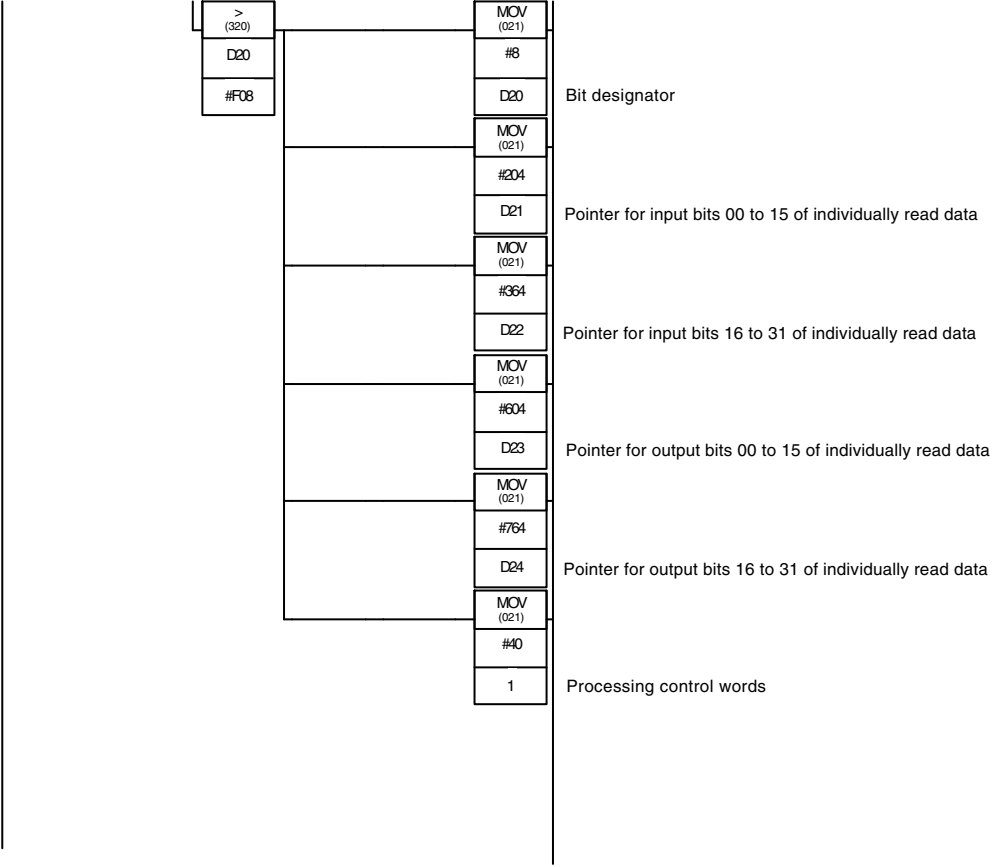 >
(320)
D20
#F08
MOV
(021)
#8
D20
Bit designator
MOV
(021)
#204
D21
Pointer for input bits 00 to 15 of individually read data
MOV
(021)
#364
D22
Pointer for input bits 16 to 31 of individually read data
MOV
(021)
#604
D23
Pointer for output bits 00 to 15 of individually read data
MOV
(021)
#764
D24
Pointer for output bits 16 to 31 of individually read data
MOV
(021)
#40
1
Processing control words